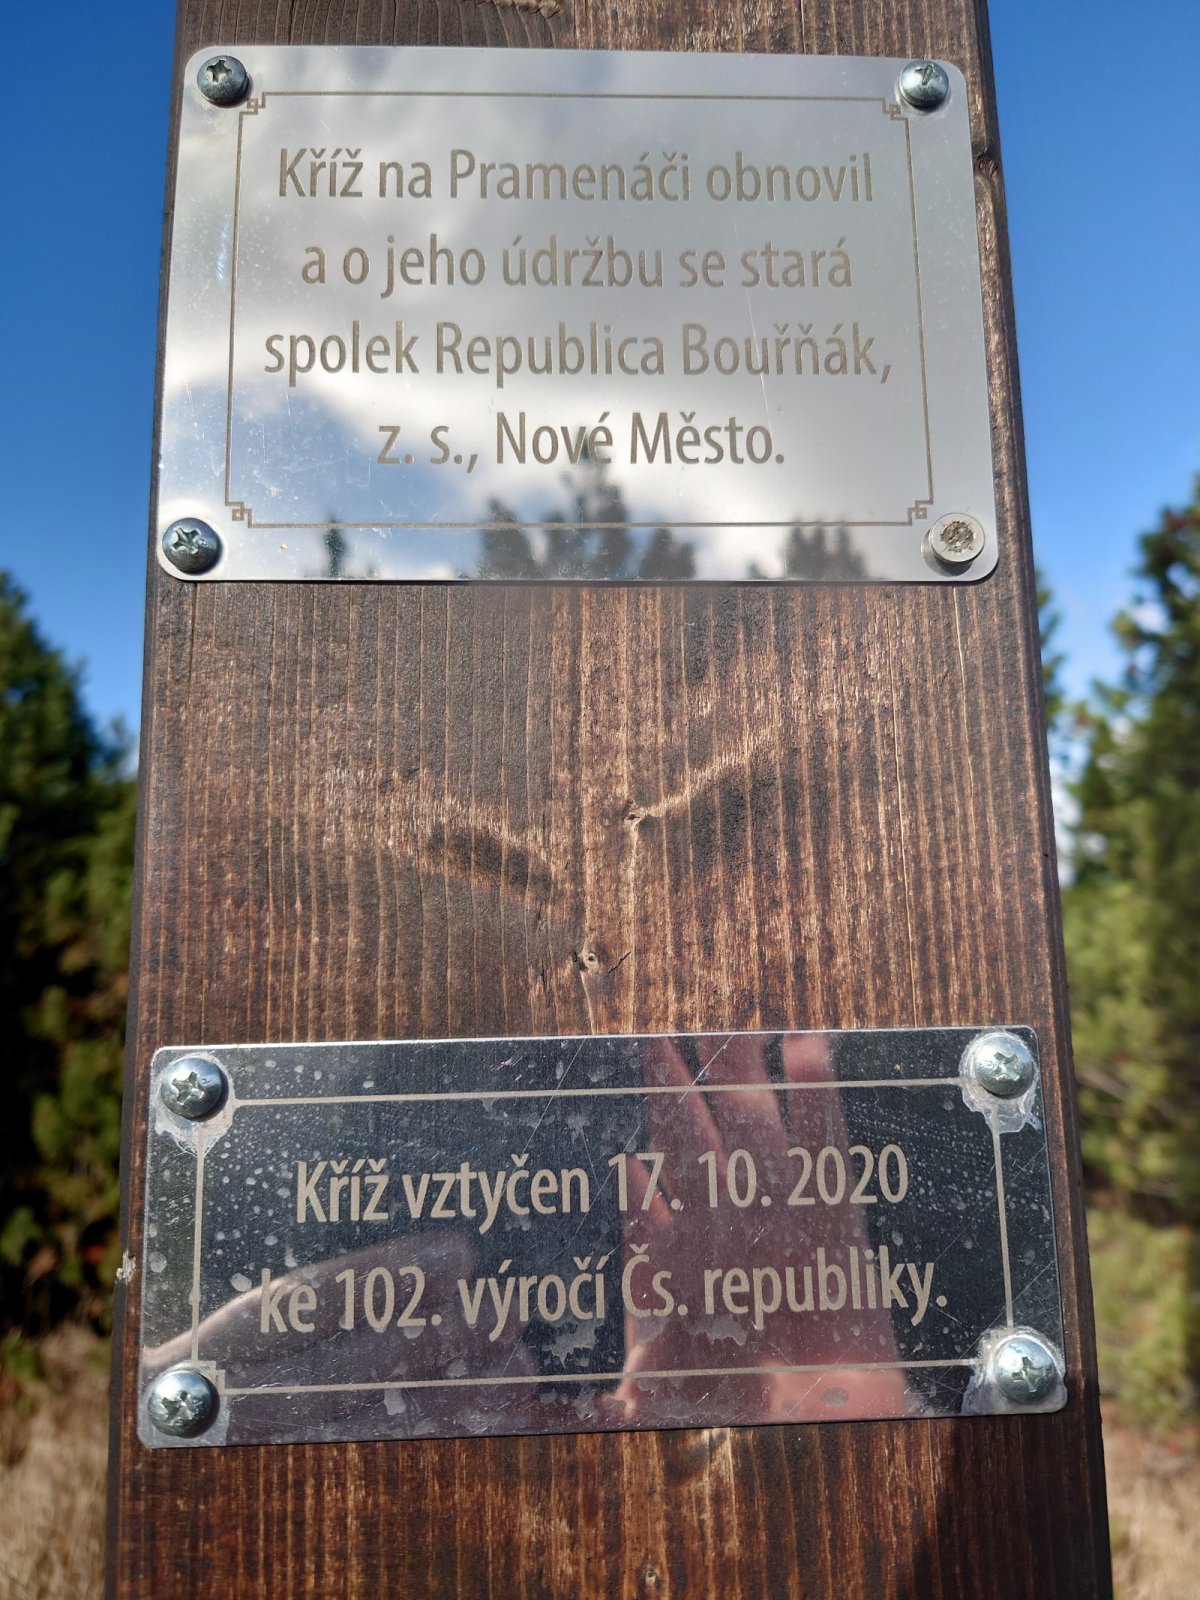 Kříž na Pramenáči obnovil
a o jeho údržbu se stará
spolek Republica Bouřňák,
z. s., Nové Město.
Kříž vztyčen 17. 10. 2020
ke 102. výročí Čs. republiky.